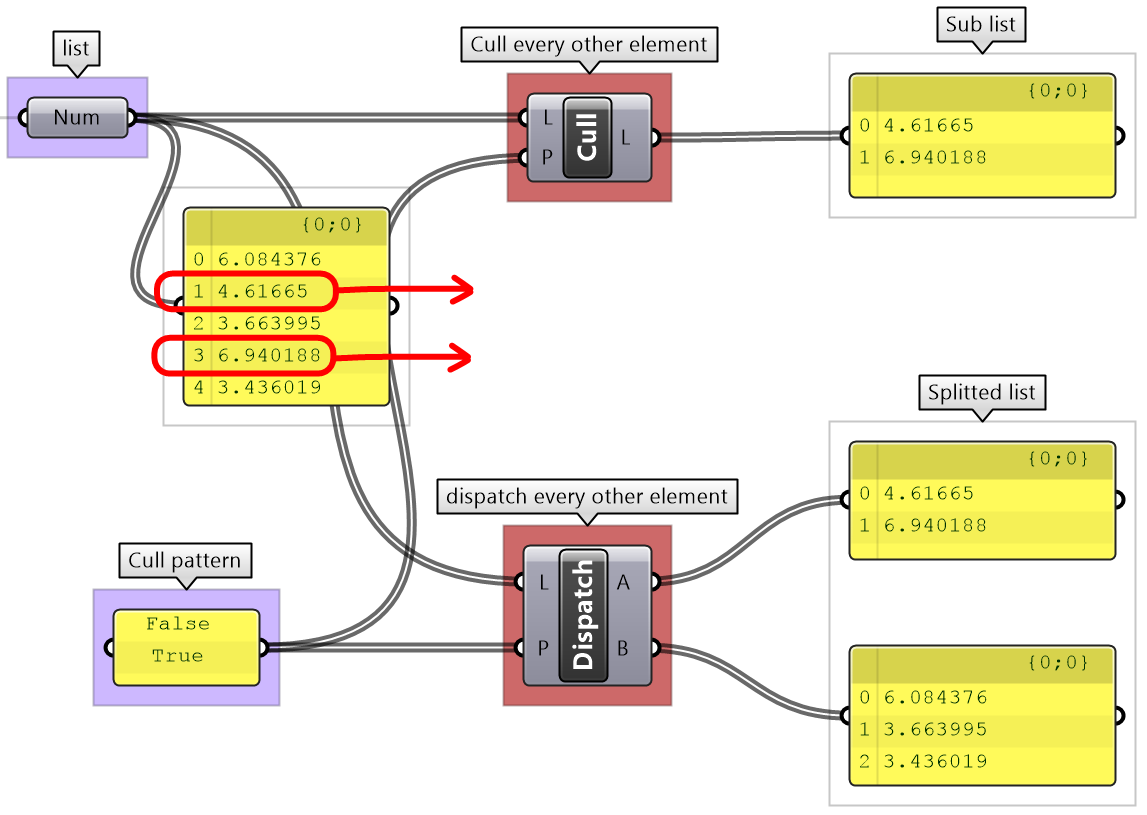 list
Num
Cull every other element
L
P
Cull
L
Sub list
{0;0}
0 4.61665
1 6.940188
{0;0}
0 6.084376
1 4.61665
2 3.663995
3 6.940188
4 3.436019
Cull pattern
False
True
dispatch every other element
L
P
Dispatch
A
B
Splitted list
{0;0}
0 4.61665
1 6.940188
{0;0}
0 6.084376
1 3.663995
2 3.436019